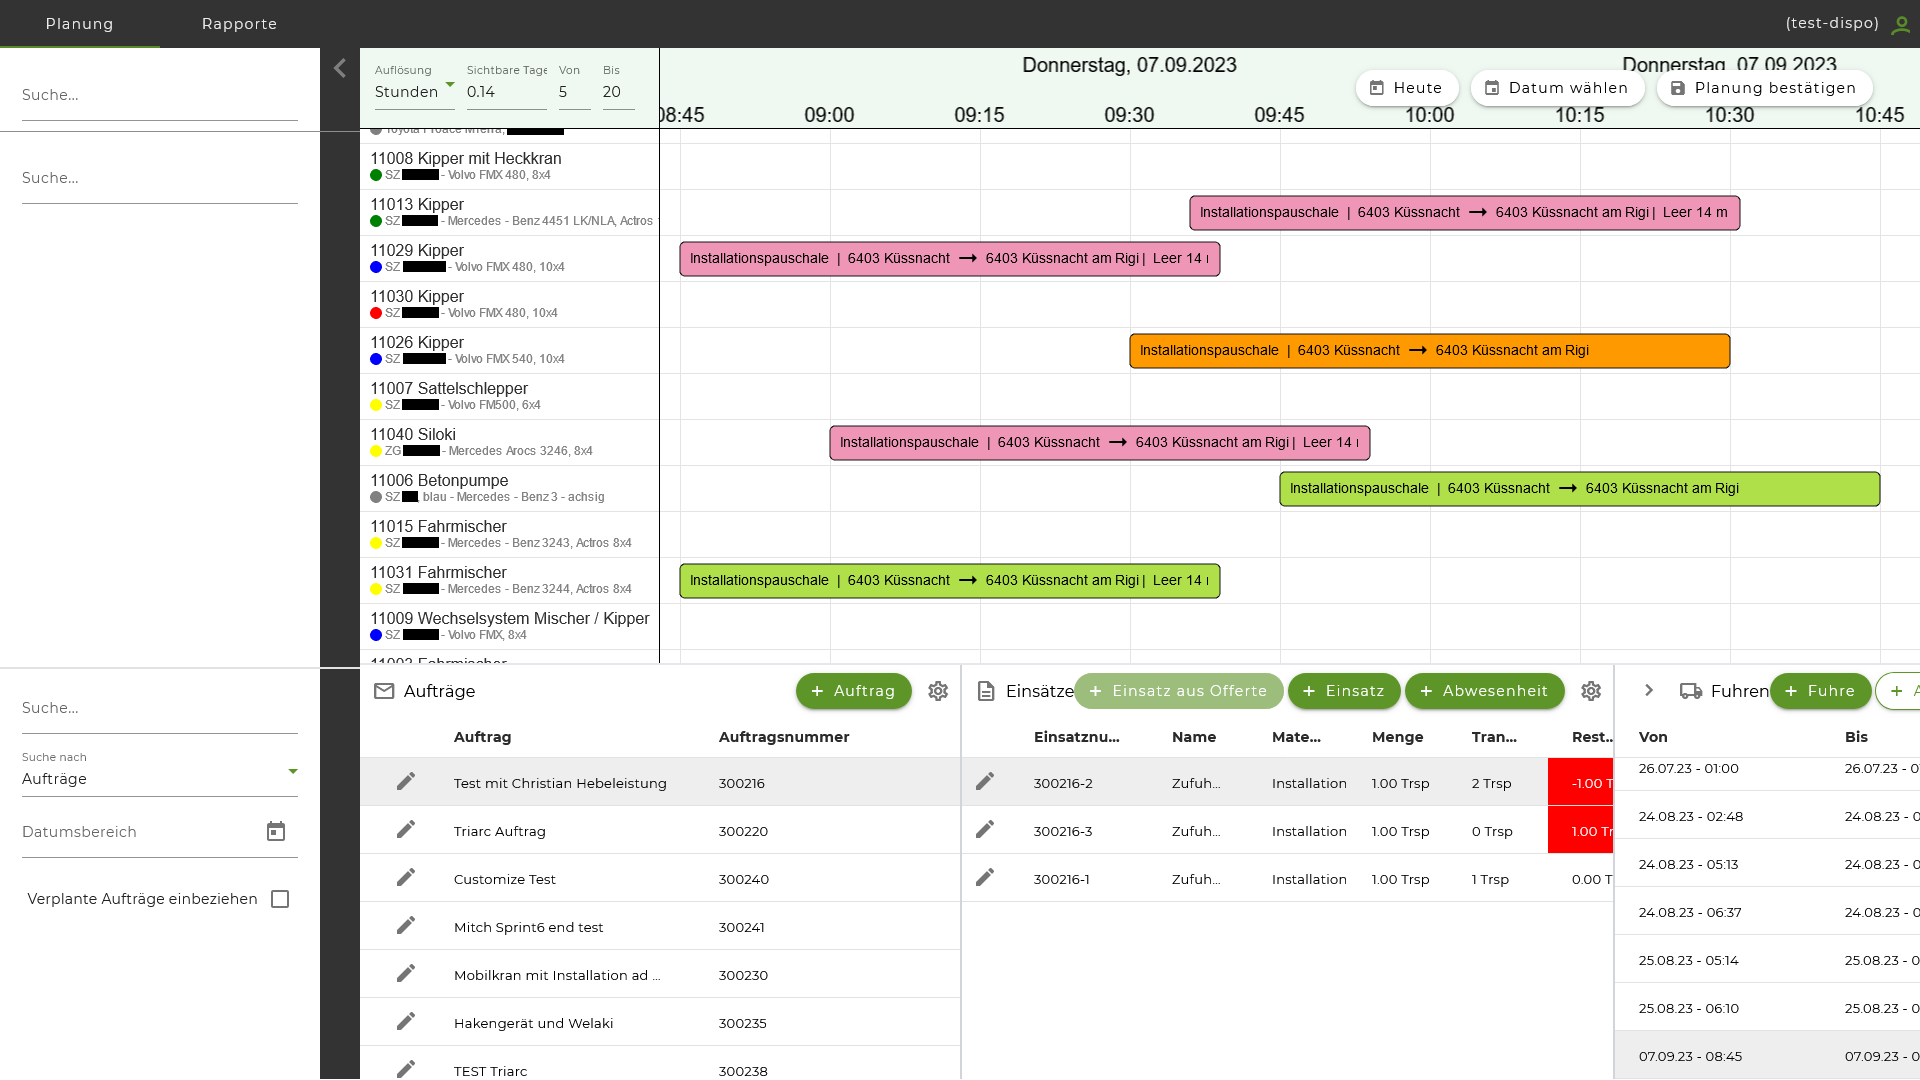 Planung
Rapporte
(test-dispo)
Suche...
Suche...
Auflösung
Stunden
Sichtbare Tage
0.14
Von
5
Bis
20
Donnerstag, 07.09.2023
Donnerstag, 07.09.2023
Heute
Datum wählen
Planung bestätigen
08:45 09:00 09:15 09:30 09:45 10:00 10:15 10:30 10:45
11008 Kipper mit Heckkran
SZ - Volvo FMX 480, 8x4
11013 Kipper
SZ - Mercedes - Benz 4451 LK/NLA, Actros
Installationspauschale | 6403 Küssnacht → 6403 Küssnacht am Rigi | Leer 14 m
11029 Kipper
SZ - Volvo FMX 480, 10x4
Installationspauschale | 6403 Küssnacht → 6403 Küssnacht am Rigi | Leer 14
11030 Kipper
SZ - Volvo FMX 480, 10x4
11026 Kipper
SZ - Volvo FMX 540, 10x4
Installationspauschale | 6403 Küssnacht → 6403 Küssnacht am Rigi
11007 Sattelschlepper
SZ - Volvo FM500, 6x4
11040 Siloki
ZG - Mercedes Arocs 3246, 8x4
Installationspauschale | 6403 Küssnacht → 6403 Küssnacht am Rigi | Leer 14
11006 Betonpumpe
SZ , blau - Mercedes - Benz 3 - achsig
Installationspauschale | 6403 Küssnacht → 6403 Küssnacht am Rigi
11015 Fahrmischer
SZ - Mercedes - Benz 3243, Actros 8x4
11031 Fahrmischer
SZ - Mercedes - Benz 3244, Actros 8x4
Installationspauschale | 6403 Küssnacht → 6403 Küssnacht am Rigi | Leer 14
11009 Wechselsystem Mischer / Kipper
SZ - Volvo FMX, 8x4
Suche...
Suche nach
Aufträge
Datumsbereich
Verplante Aufträge einbeziehen
Aufträge
+ Auftrag
Auftrag Auftragsnummer
Test mit Christian Hebeleistung 300216
Triarc Auftrag 300220
Customize Test 300240
Mitch Sprint6 end test 300241
Mobilkran mit Installation ad ... 300230
Hakengerät und Welaki 300235
TEST Triarc 300238
Einsätze
+ Einsatz aus Offerte
+ Einsatz
+ Abwesenheit
Einsatznu... Name Mate... Menge Tran... Rest...
300216-2 Zufuh... Installation 1.00 Trsp 2 Trsp -1.00 T
300216-3 Zufuh... Installation 1.00 Trsp 0 Trsp 1.00 Tr
300216-1 Zufuh... Installation 1.00 Trsp 1 Trsp 0.00 T
Fuhren
+ Fuhre
+ A
Von Bis
26.07.23 - 01:00 26.07.23 - 0
24.08.23 - 02:48 24.08.23 - 0
24.08.23 - 05:13 24.08.23 - 0
24.08.23 - 06:37 24.08.23 - 0
25.08.23 - 05:14 25.08.23 - 0
25.08.23 - 06:10 25.08.23 - 0
07.09.23 - 08:45 07.09.23 - 0